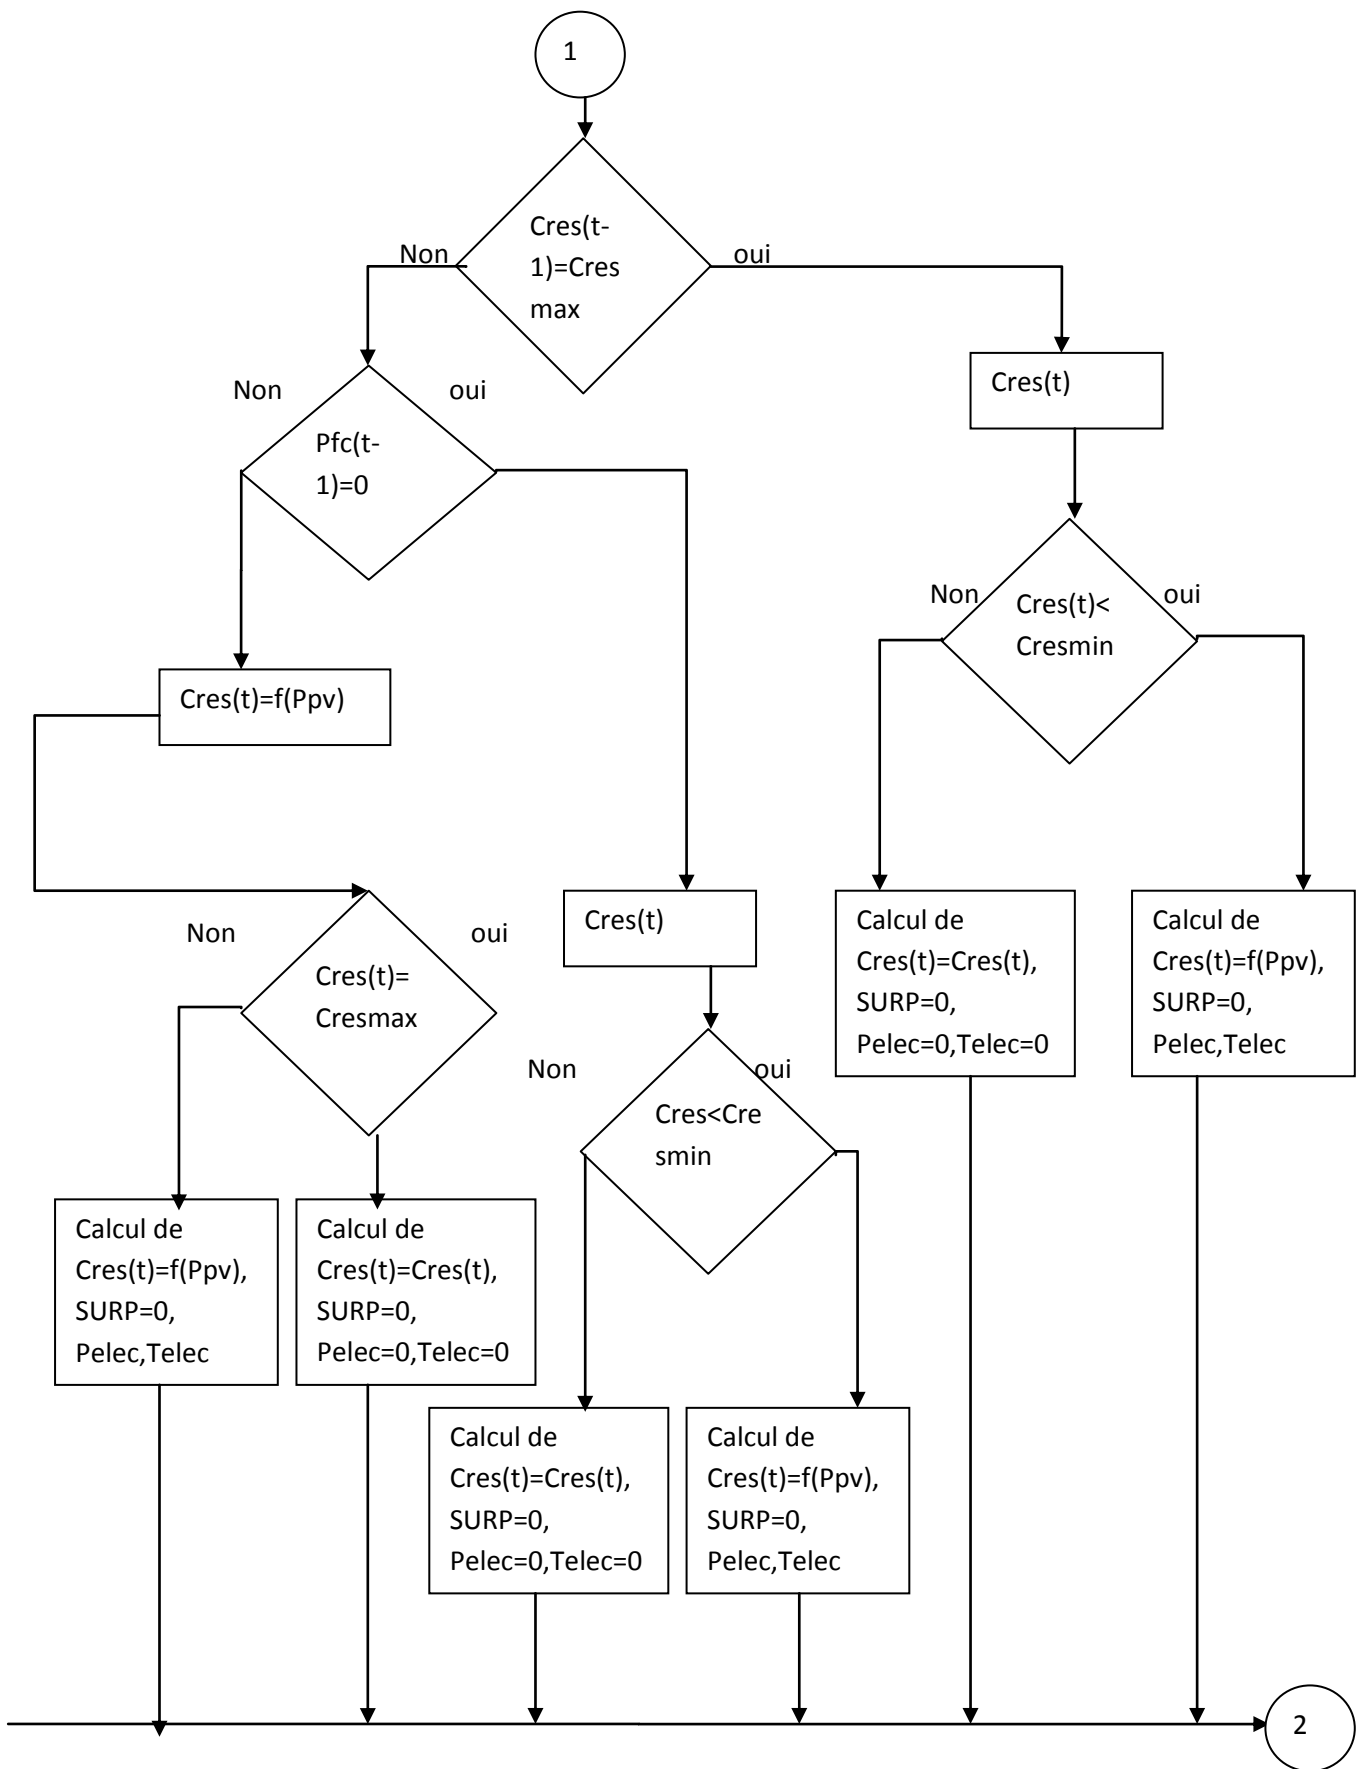 1
Cres(t-
1)=Cres
max
Non
oui
Cres(t)
Non
oui
Pfc(t-
1)=0
Non
oui
Cres(t)<
Cresmin
Cres(t)=f(Ppv)
Non
oui
Cres(t)=
Cresmax
Cres(t)
Calcul de
Cres(t)=Cres(t),
SURP=0,
Pelec=0,Telec=0
Calcul de
Cres(t)=f(Ppv),
SURP=0,
Pelec,Telec
Non
oui
Cres<Cre
smin
Calcul de
Cres(t)=f(Ppv),
SURP=0,
Pelec,Telec
Calcul de
Cres(t)=Cres(t),
SURP=0,
Pelec=0,Telec=0
Calcul de
Cres(t)=Cres(t),
SURP=0,
Pelec=0,Telec=0
Calcul de
Cres(t)=f(Ppv),
SURP=0,
Pelec,Telec
2